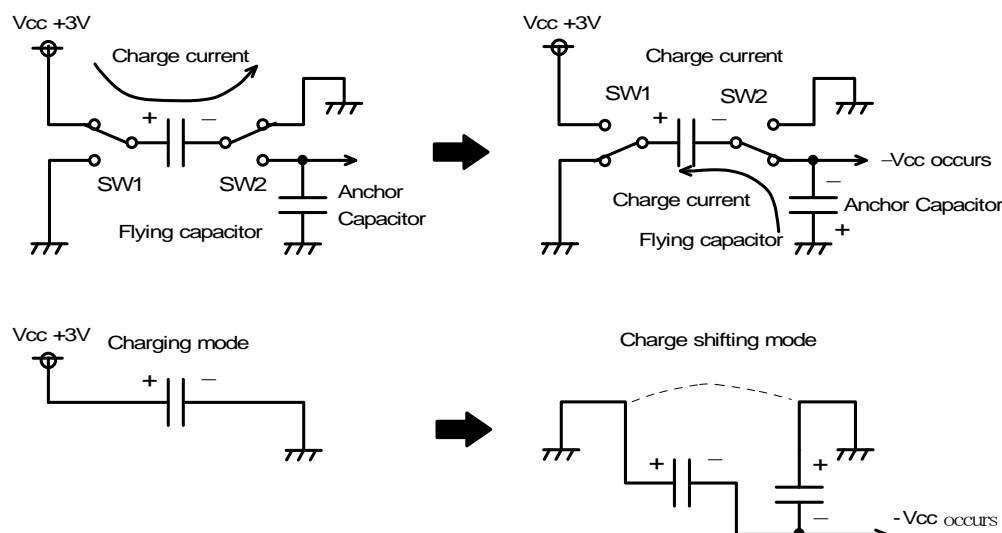 Vcc +3V
Charge current
+ –
SW1
SW2
Anchor
Capacitor
Flying capacitor
Vcc +3V
Charge current
SW1
SW2
+ –
–Vcc occurs
–
Anchor Capacitor
+
Charge current
Flying capacitor
Vcc +3V
Charging mode
+ –
Charge shifting mode
+ –
+
–
-Vcc occurs